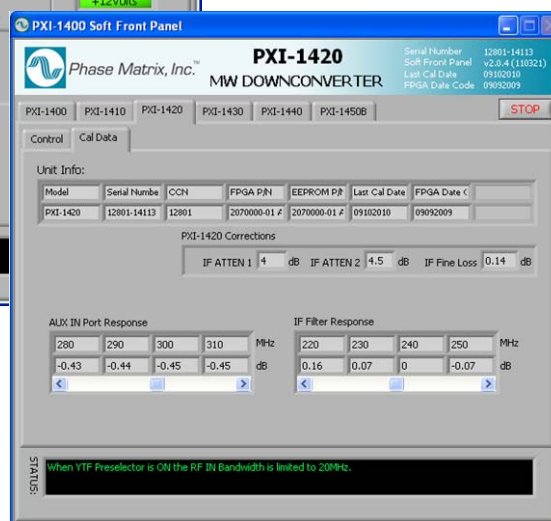 +12Volts
PXI-1400 Soft Front Panel
Phase Matrix, Inc.™
PXI-1420
MW DOWNCONVERTER
Serial Number 12801-14113
Soft Front Panel v2.0.4 (110321)
Last Cal Date 09102010
FPGA Date Code 09092009
PXI-1400 PXI-1410 PXI-1420 PXI-1430 PXI-1440 PXI-1450B STOP
Control Cal Data
Unit Info:
Model Serial Numbe CCN FPGA P/N EEPROM P/ Last Cal Date FPGA Date C
PXI-1420 12801-14113 12801 2070000-01 2070000-01 09102010 09092009
PXI-1420 Corrections
IF ATTEN 1 4 dB IF ATTEN 2 4.5 dB IF Fine Loss 0.14 dB
AUX IN Port Response
280 290 300 310 MHz
-0.43 -0.44 -0.45 -0.45 dB
IF Filter Response
220 230 240 250 MHz
0.16 0.07 0 -0.07 dB
STATUS:
When YTF Preselector is ON the RF IN Bandwidth is limited to 20MHz.